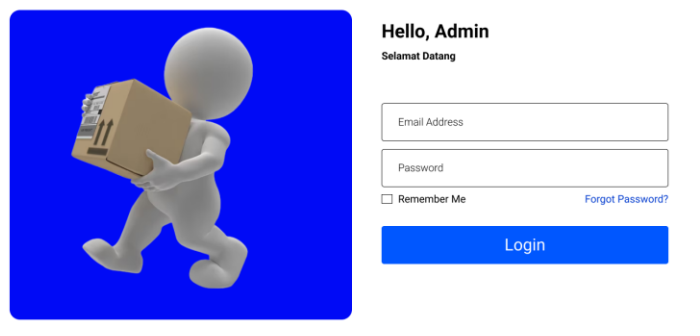 Hello, Admin
Selamat Datang
Email Address
Password
Remember Me
Forgot Password?
Login